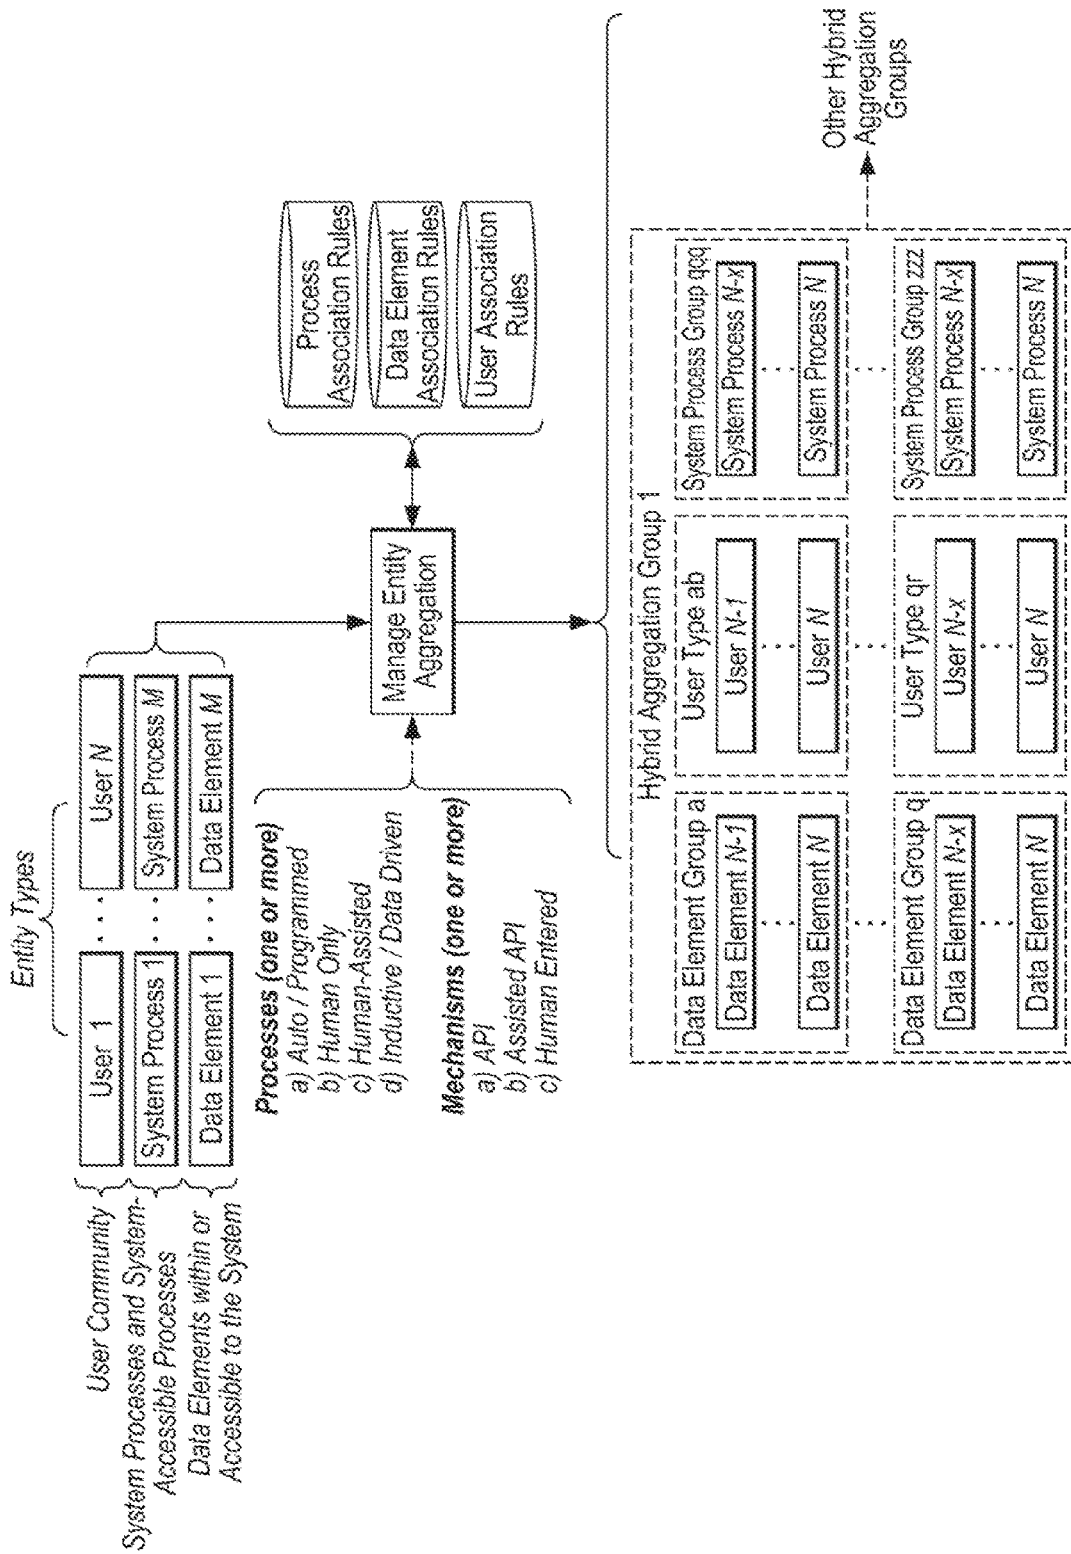 Entity Types
User Community
User 1
User N
System Processes and System-
Accessible Processes
System Process 1
System Process M
Data Elements within or
Accessible to the System
Data Element 1
Data Element M
Processes (one or more)
a) Auto / Programmed
b) Human Only
c) Human-Assisted
d) Inductive / Data Driven
Mechanisms (one or more)
a) API
b) Assisted API
c) Human Entered
Manage Entity
Aggregation
Process
Association Rules
Data Element
Association Rules
User Association
Rules
Hybrid Aggregation Group 1
Data Element Group a
Data Element N-1
Data Element N
User Type ab
User N-1
User N
System Process Group qcq
System Process N-x
System Process N
Data Element Group q
Data Element N-x
Data Element N
User Type qr
User N-x
User N
System Process Group zzz
System Process N-x
System Process N
Other Hybrid
Aggregation
Groups